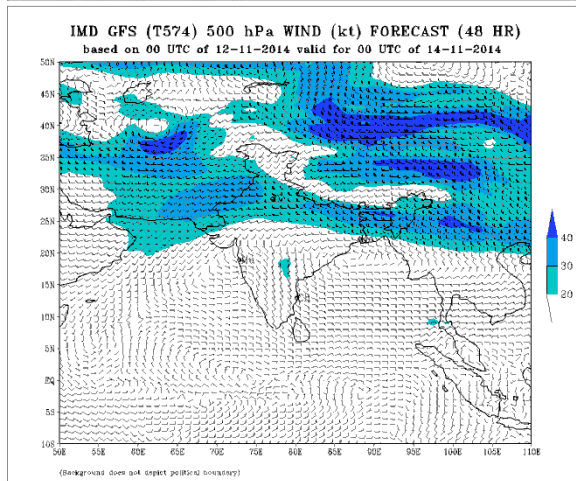 IMD GFS (T574) 500 hPa WIND (kt) FORECAST (48 HR)
based on 00 UTC of 12-11-2014 valid for 00 UTC of 14-11-2014
50N
45N
40N
35N
30N
25N
20N
15N
10N
5N
5S
10S
50E 55E 60E 65E 70E 75E 80E 85E 90E 95E 100E 105E 110E
40
30
20
(Background does not depict political boundary)